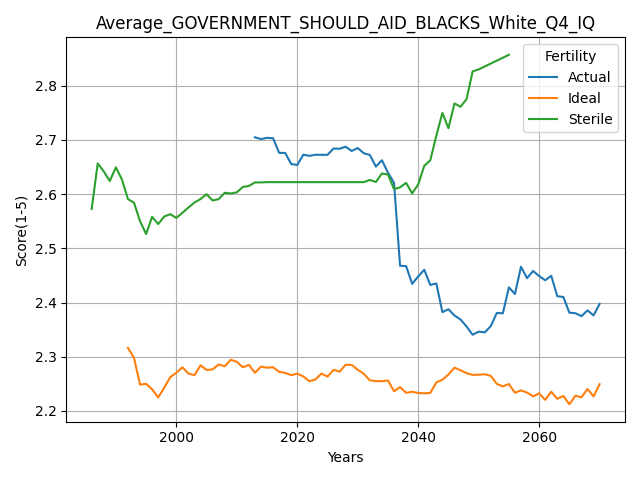 Average_GOVERNMENT_SHOULD_AID_BLACKS_White_Q4_IQ
Fertility
Actual
Ideal
Sterile
Score(1-5)
2.8
2.7
2.6
2.5
2.4
2.3
2.2
2000 2020 2040 2060
Years